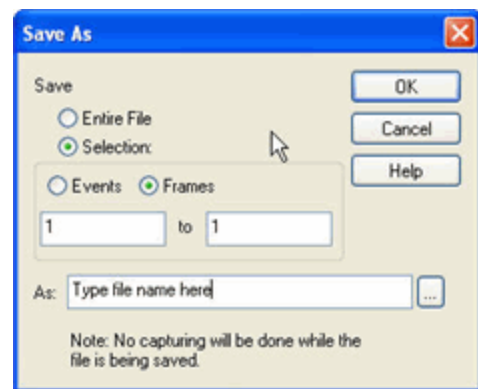 Save As
Save
OK
Entire File
Cancel
Selection:
Help
Events Frames
1 to 1
As: Type file name here ...
Note: No capturing will be done while the
file is being saved.